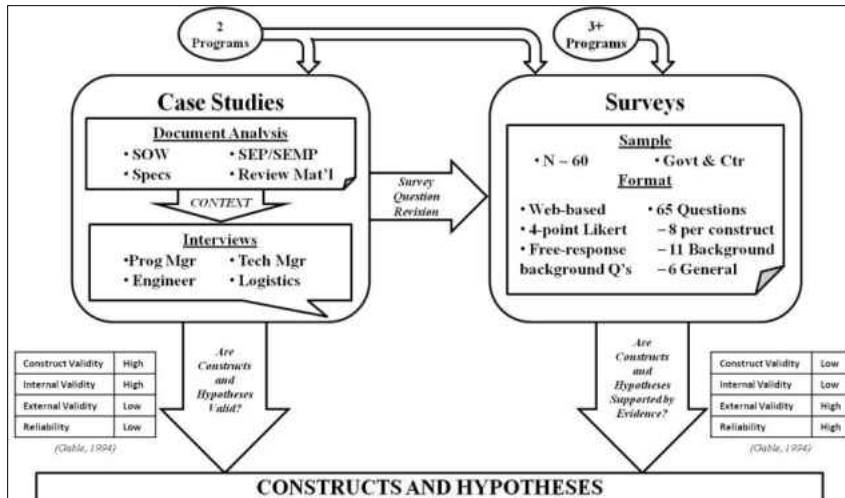 2
Programs
3+
Programs
Case Studies
Document Analysis
• SOW • SEP/SEMP
• Specs • Review Mat'l
CONTEXT
Interviews
•Prog Mgr • Tech Mgr
• Engineer • Logistics
Survey
Question
Revision
Surveys
Sample
• N – 60 • Govt & Ctr
Format
• Web-based • 65 Questions
• 4-point Likert – 8 per construct
• Free-response – 11 Background
background Q's – 6 General
Construct Validity High
Internal Validity High
External Validity Low
Reliability Low
(Gable, 1994)
Are
Constructs
and
Hypotheses
Valid?
Are
Constructs
and
Hypotheses
Supported by
Evidence?
Construct Validity Low
Internal Validity Low
External Validity High
Reliability High
(Gable, 1994)
CONSTRUCTS AND HYPOTHESES